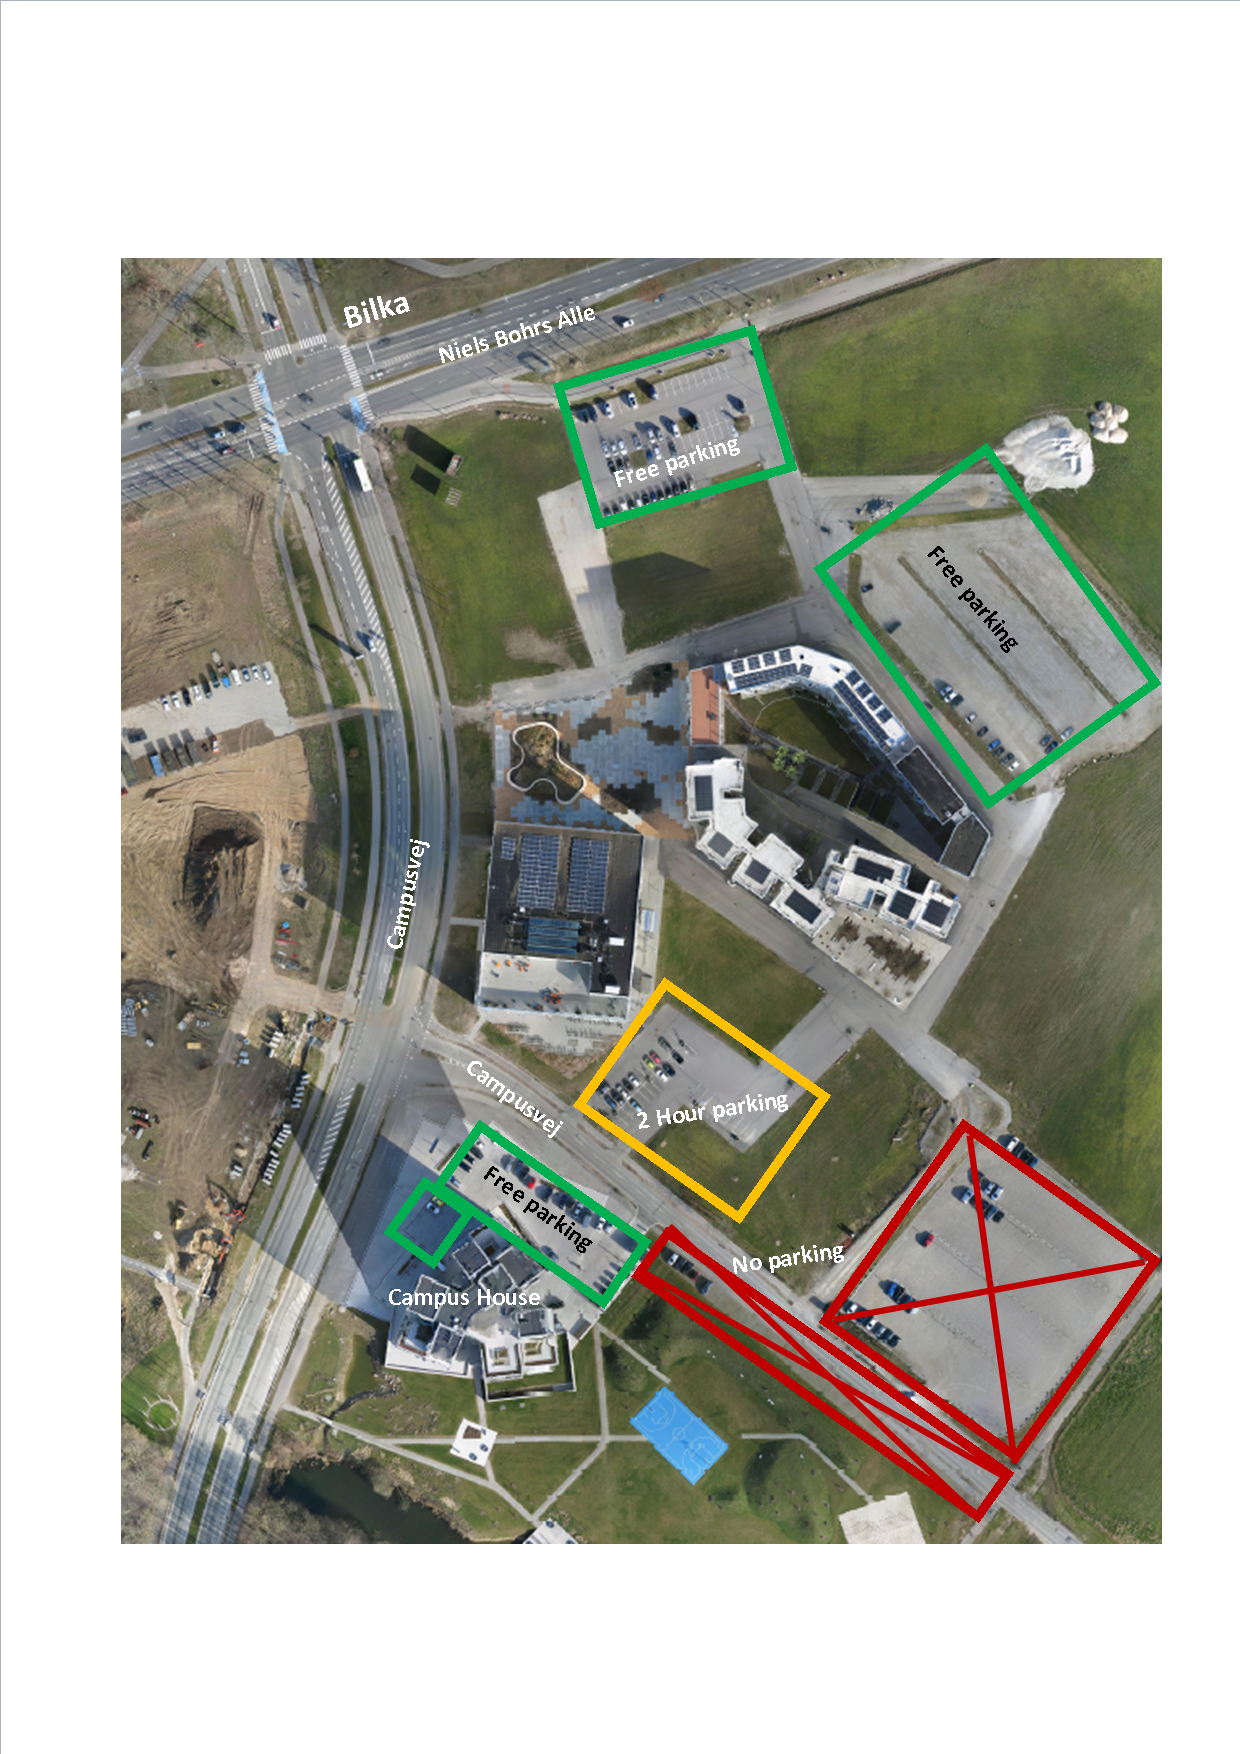 Bilka
Niels Bohrs Alle
Free parking
Free parking
Campusvej
Campusvej
2 Hour parking
Free parking
No parking
Campus House